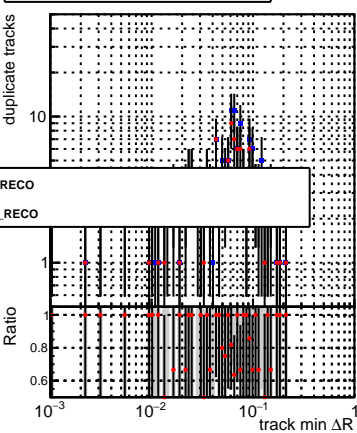 duplicate tracks
10
RECO
_RECO
1
Ratio
1
0.8
0.6
10⁻³ 10⁻² 10⁻¹ 1
track min ΔR